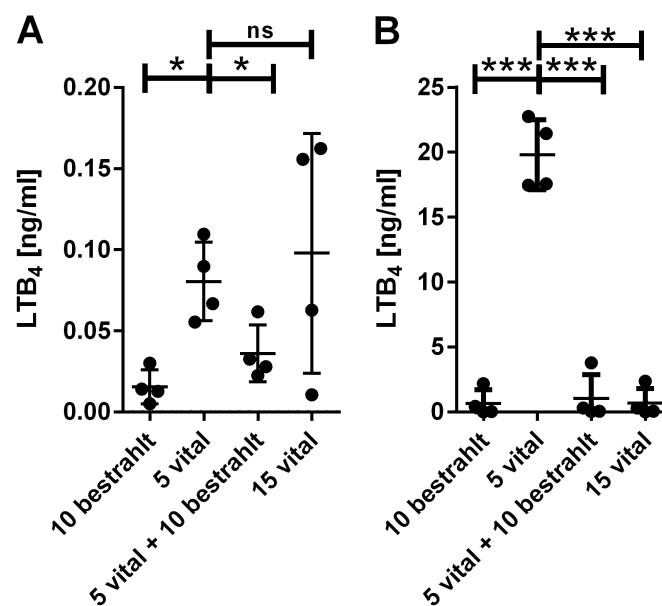 A
ns
* *
LTB4 [ng/ml]
0.20
0.15
0.10
0.05
0.00
10 bestrahlt
5 vital
5 vital + 10 bestrahlt
15 vital
B
***
*** ***
LTB4 [ng/ml]
25
20
15
10
5
0
10 bestrahlt
5 vital
5 vital + 10 bestrahlt
15 vital